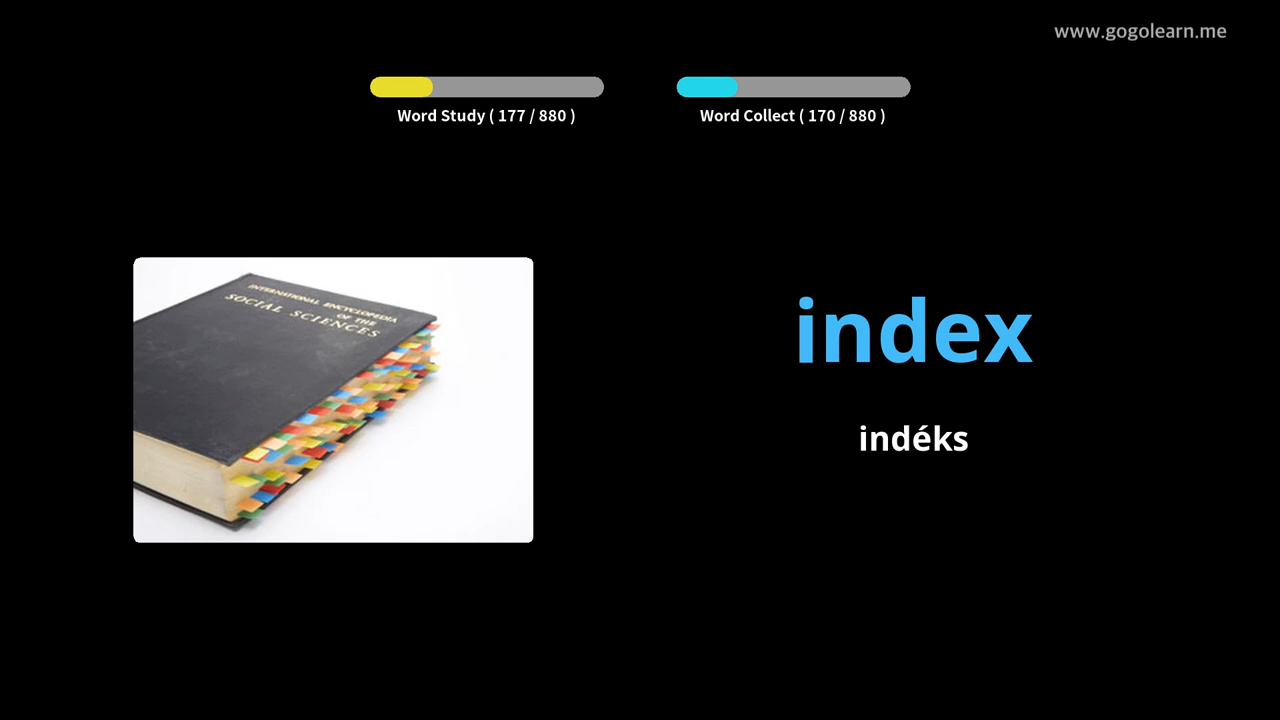 www.gogolearn.me
Word Study ( 177 / 880 )
Word Collect ( 170 / 880 )
INTERNATIONAL ENCYCLOPEDIA
OF THE
SOCIAL SCIENCES
index
indéks